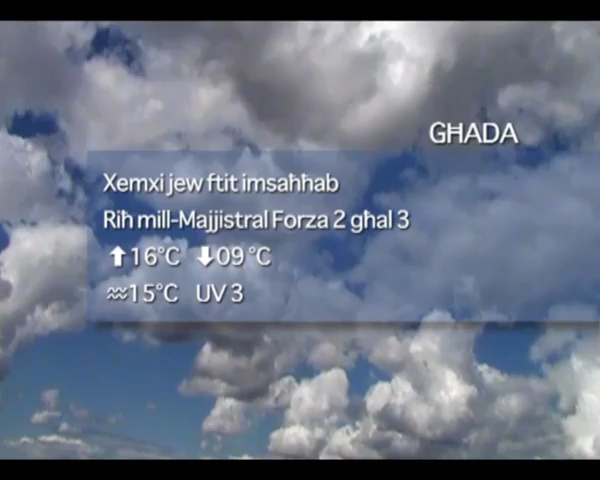 GĦADA
Xemxi jew ftit imsaħħab
Riħ mill-Majjistral Forza 2 għal 3
⬆16°C ⬇09°C
♒15°C UV 3